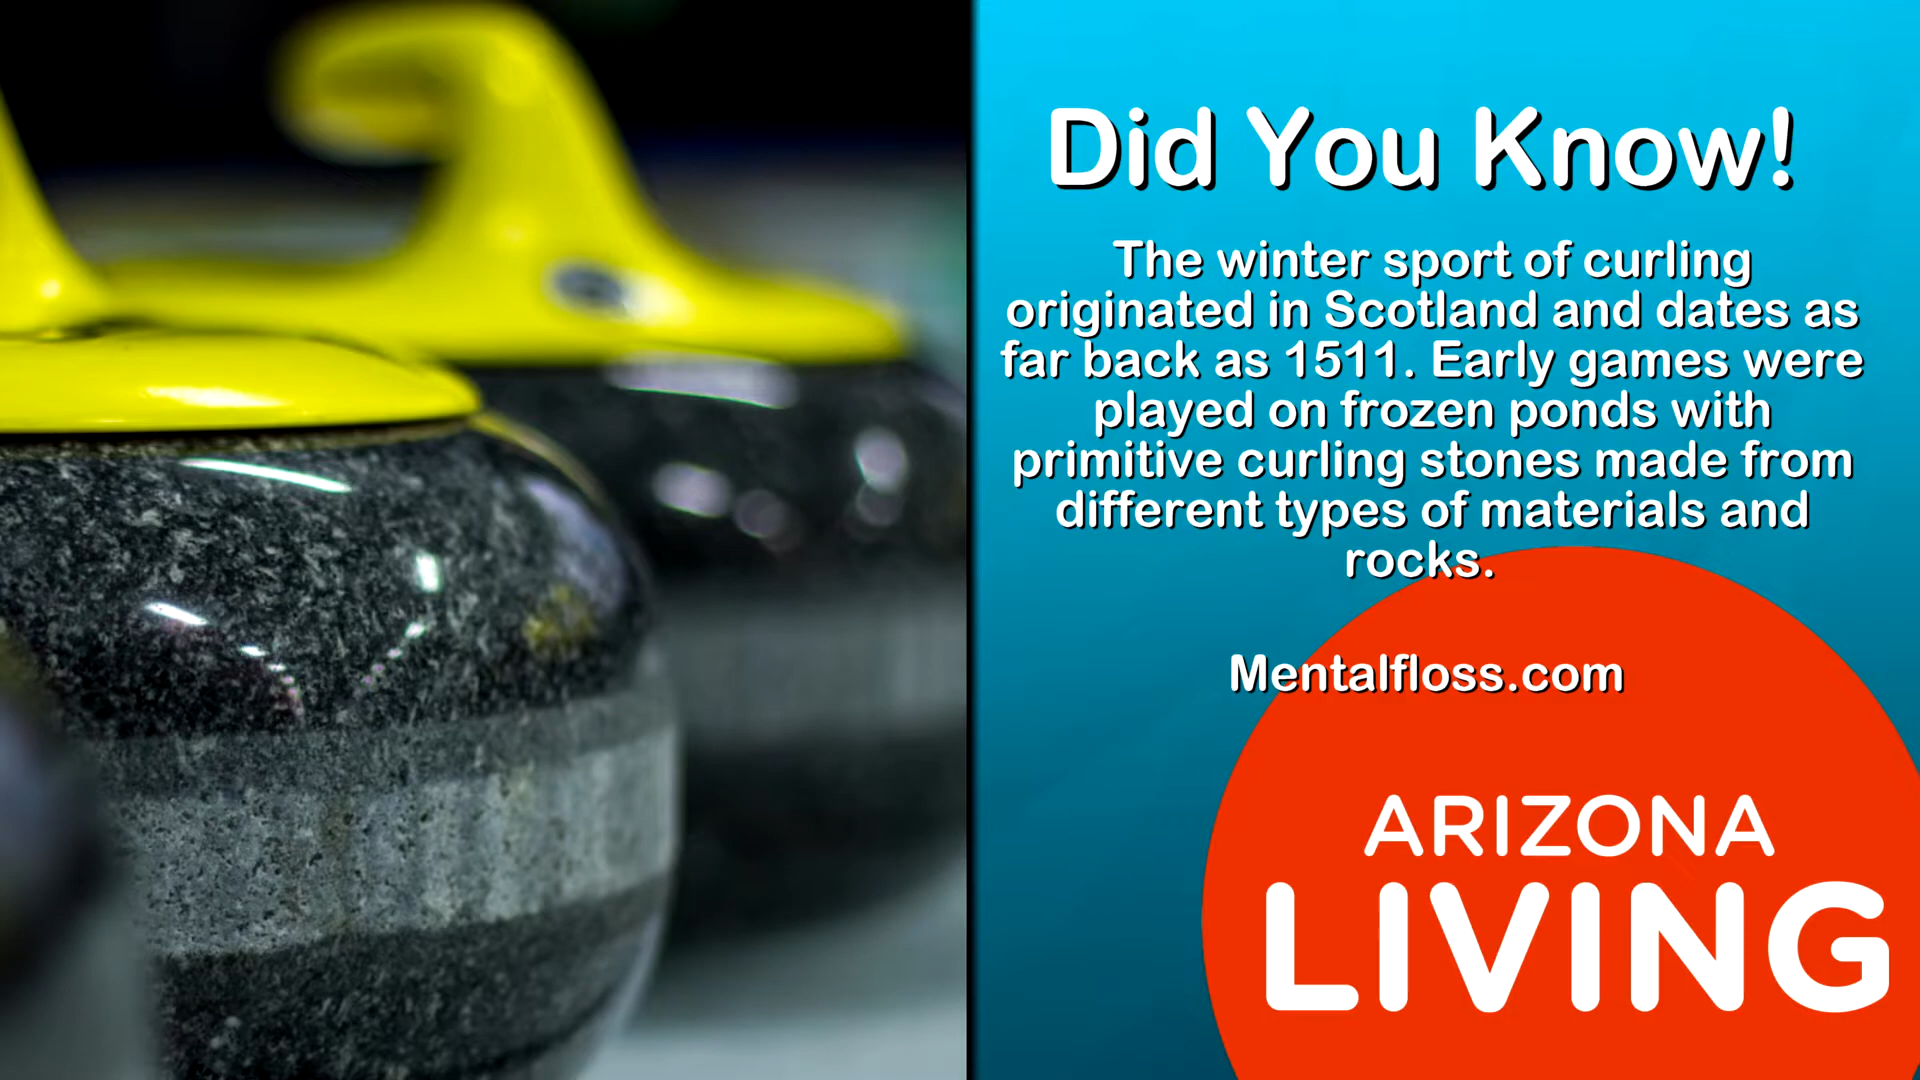 Did You Know!
The winter sport of curling
originated in Scotland and dates as
far back as 1511. Early games were
played on frozen ponds with
primitive curling stones made from
different types of materials and
rocks.
Mentalfloss.com
ARIZONA
LIVING